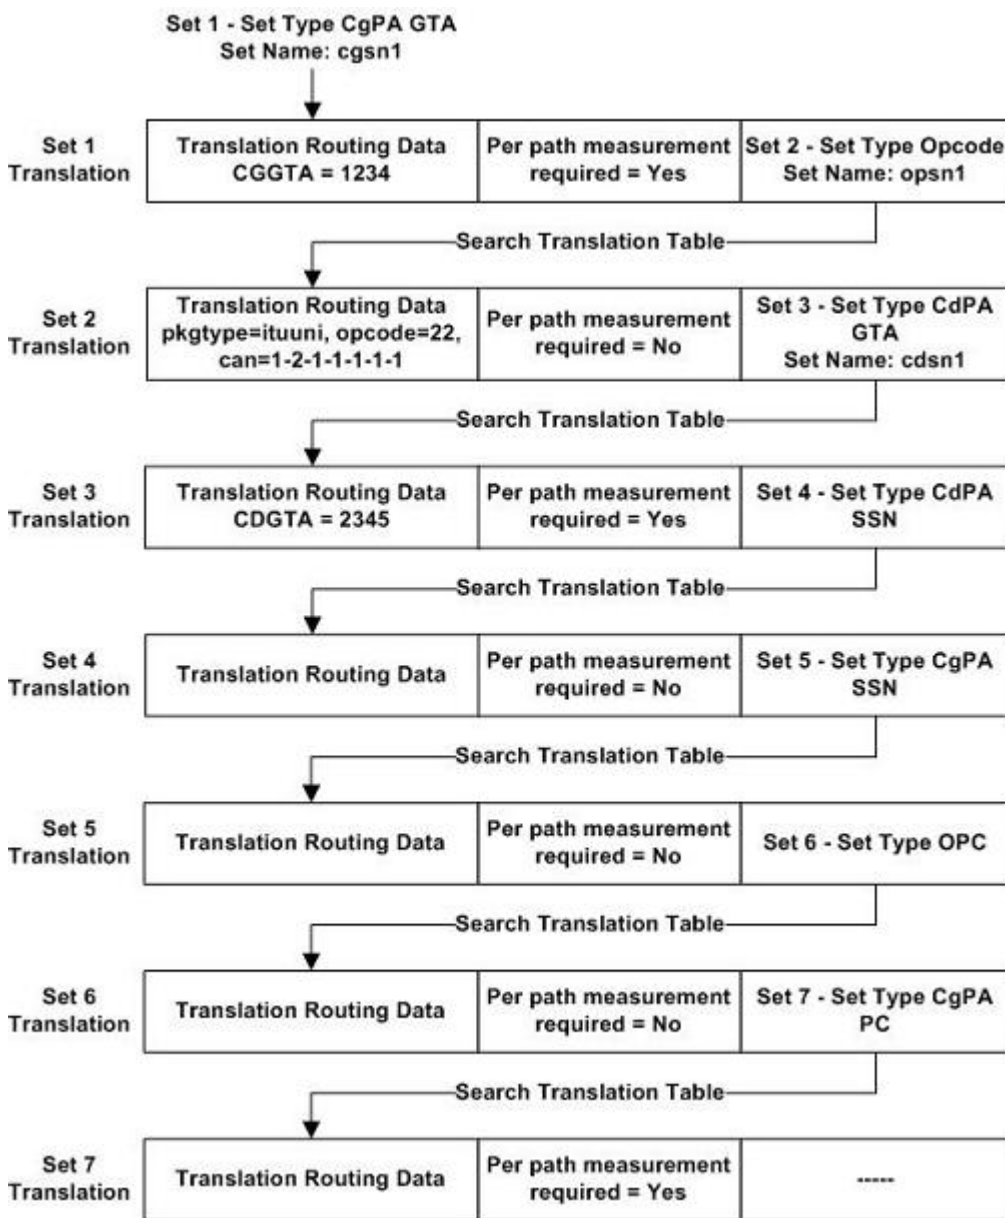 Set 1 - Set Type CgPA GTA
Set Name: cgsn1
Set 1
Translation
Translation Routing Data
CGGTA = 1234
Per path measurement
required = Yes
Set 2 - Set Type Opcode
Set Name: opsn1
Search Translation Table
Set 2
Translation
Translation Routing Data
pkgtype=ituuni, opcode=22,
can=1-2-1-1-1-1-1
Per path measurement
required = No
Set 3 - Set Type CdPA
GTA
Set Name: cdsn1
Search Translation Table
Set 3
Translation
Translation Routing Data
CDGTA = 2345
Per path measurement
required = Yes
Set 4 - Set Type CdPA
SSN
Search Translation Table
Set 4
Translation
Translation Routing Data
Per path measurement
required = No
Set 5 - Set Type CgPA
SSN
Search Translation Table
Set 5
Translation
Translation Routing Data
Per path measurement
required = No
Set 6 - Set Type OPC
Search Translation Table
Set 6
Translation
Translation Routing Data
Per path measurement
required = No
Set 7 - Set Type CgPA
PC
Search Translation Table
Set 7
Translation
Translation Routing Data
Per path measurement
required = Yes
-----